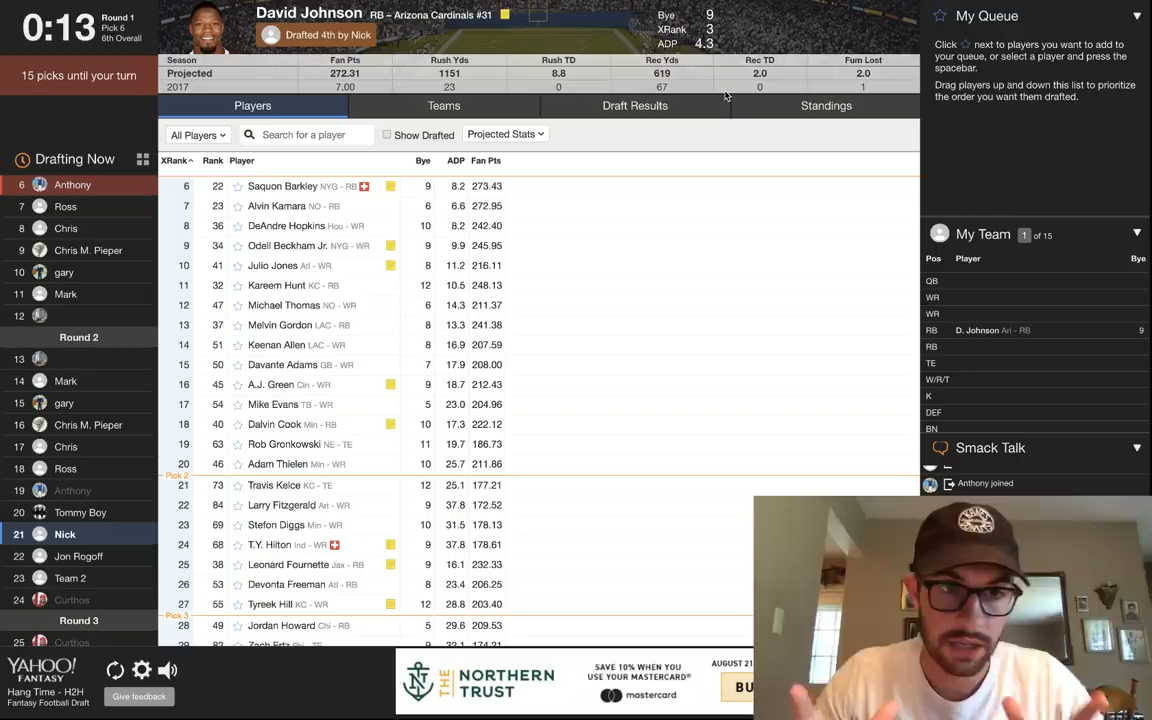 0:13
Round 1
Pick 6
6th Overall
15 picks until your turn
David Johnson RB – Arizona Cardinals #31
Drafted 4th by Nick
Bye 9
XRank 3
ADP 4.3
Season Fan Pts Rush Yds Rush TD Rec Yds Rec TD Fum Lost
Projected 272.31 1151 8.8 619 2.0 2.0
2017 7.00 23 0 67 0 1
Players Teams Draft Results Standings
All Players Search for a player Show Drafted Projected Stats
XRank Rank Player Bye ADP Fan Pts
6 22 Saquon Barkley NYG - RB 9 8.2 273.43
7 23 Alvin Kamara NO - RB 6 6.6 272.95
8 36 DeAndre Hopkins Hou - WR 10 8.2 242.40
9 34 Odell Beckham Jr. NYG - WR 9 9.9 245.95
10 41 Julio Jones Atl - WR 8 11.2 216.11
11 32 Kareem Hunt KC - RB 12 10.5 248.13
12 47 Michael Thomas NO - WR 6 14.3 211.37
13 37 Melvin Gordon LAC - RB 8 13.3 241.38
14 51 Keenan Allen LAC - WR 8 16.9 207.59
15 50 Davante Adams GB - WR 7 17.9 208.00
16 45 A.J. Green Cin - WR 9 18.7 212.43
17 54 Mike Evans TB - WR 5 23.0 204.96
18 40 Dalvin Cook Min - RB 10 17.3 222.12
19 63 Rob Gronkowski NE - TE 11 19.7 186.73
20 46 Adam Thielen Min - WR 10 25.7 211.86
Pick 2
21 73 Travis Kelce KC - TE 12 25.1 177.21
22 84 Larry Fitzgerald Ari - WR 9 37.8 172.52
23 69 Stefon Diggs Min - WR 10 31.5 178.13
24 68 T.Y. Hilton Ind - WR 9 37.8 178.61
25 38 Leonard Fournette Jax - RB 9 16.1 232.33
26 53 Devonta Freeman Atl - RB 8 23.4 206.25
27 55 Tyreek Hill KC - WR 12 28.8 203.40
Pick 3
28 49 Jordan Howard Chi - RB 5 29.6 209.53
29 82 Zach Ertz Phi - TE 9 32.1 174.21
Drafting Now
6 Anthony
7 Ross
8 Chris
9 Chris M. Pieper
10 gary
11 Mark
12
Round 2
13
14 Mark
15 gary
16 Chris M. Pieper
17 Chris
18 Ross
19 Anthony
20 Tommy Boy
21 Nick
22 Jon Rogoff
23 Team 2
24 Curthos
Round 3
25 Curthos
YAHOO!
FANTASY
Hang Time - H2H
Fantasy Football Draft
Give feedback
My Queue
Click next to players you want to add to
your queue, or select a player and press the
spacebar.
Drag players up and down this list to prioritize
the order you want them drafted.
My Team 1 of 15
Pos Player Bye
QB
WR
WR
RB D. Johnson Ari - RB 9
RB
TE
W/R/T
K
DEF
BN
Smack Talk
Anthony joined
THE NORTHERN
TRUST
SAVE 10% WHEN YOU
USE YOUR MASTERCARD®
mastercard
AUGUST 21
BU